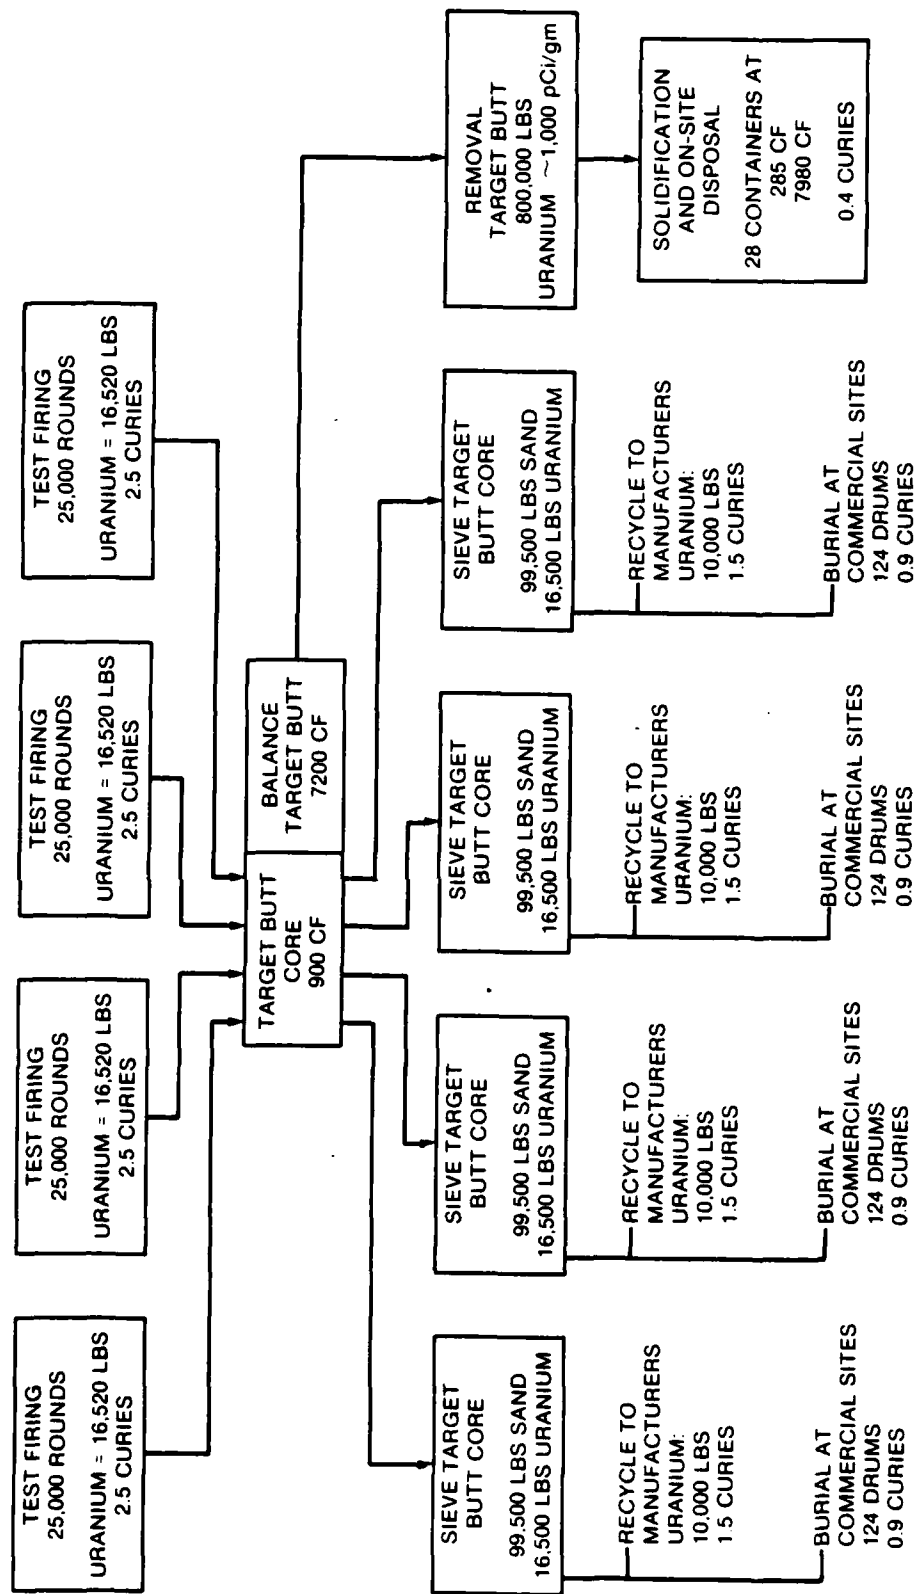 TEST FIRING
25,000 ROUNDS
URANIUM = 16,520 LBS
2.5 CURIES
TEST FIRING
25,000 ROUNDS
URANIUM = 16,520 LBS
2.5 CURIES
TEST FIRING
25,000 ROUNDS
URANIUM = 16,520 LBS
2.5 CURIES
TEST FIRING
25,000 ROUNDS
URANIUM = 16,520 LBS
2.5 CURIES
TARGET BUTT
CORE
900 CF
BALANCE
TARGET BUTT
7200 CF
SIEVE TARGET
BUTT CORE
99,500 LBS SAND
16,500 LBS URANIUM
RECYCLE TO
MANUFACTURERS
URANIUM:
10,000 LBS
1.5 CURIES
BURIAL AT
COMMERCIAL SITES
124 DRUMS
0.9 CURIES
SIEVE TARGET
BUTT CORE
99,500 LBS SAND
16,500 LBS URANIUM
RECYCLE TO
MANUFACTURERS
URANIUM:
10,000 LBS
1.5 CURIES
BURIAL AT
COMMERCIAL SITES
124 DRUMS
0.9 CURIES
SIEVE TARGET
BUTT CORE
99,500 LBS SAND
16,500 LBS URANIUM
RECYCLE TO
MANUFACTURERS
URANIUM:
10,000 LBS
1.5 CURIES
BURIAL AT
COMMERCIAL SITES
124 DRUMS
0.9 CURIES
SIEVE TARGET
BUTT CORE
99,500 LBS SAND
16,500 LBS URANIUM
RECYCLE TO
MANUFACTURERS
URANIUM:
10,000 LBS
1.5 CURIES
BURIAL AT
COMMERCIAL SITES
124 DRUMS
0.9 CURIES
REMOVAL
TARGET BUTT
800,000 LBS
URANIUM ~1,000 pCi/gm
SOLIDIFICATION
AND ON-SITE
DISPOSAL
28 CONTAINERS AT
285 CF
7980 CF
0.4 CURIES